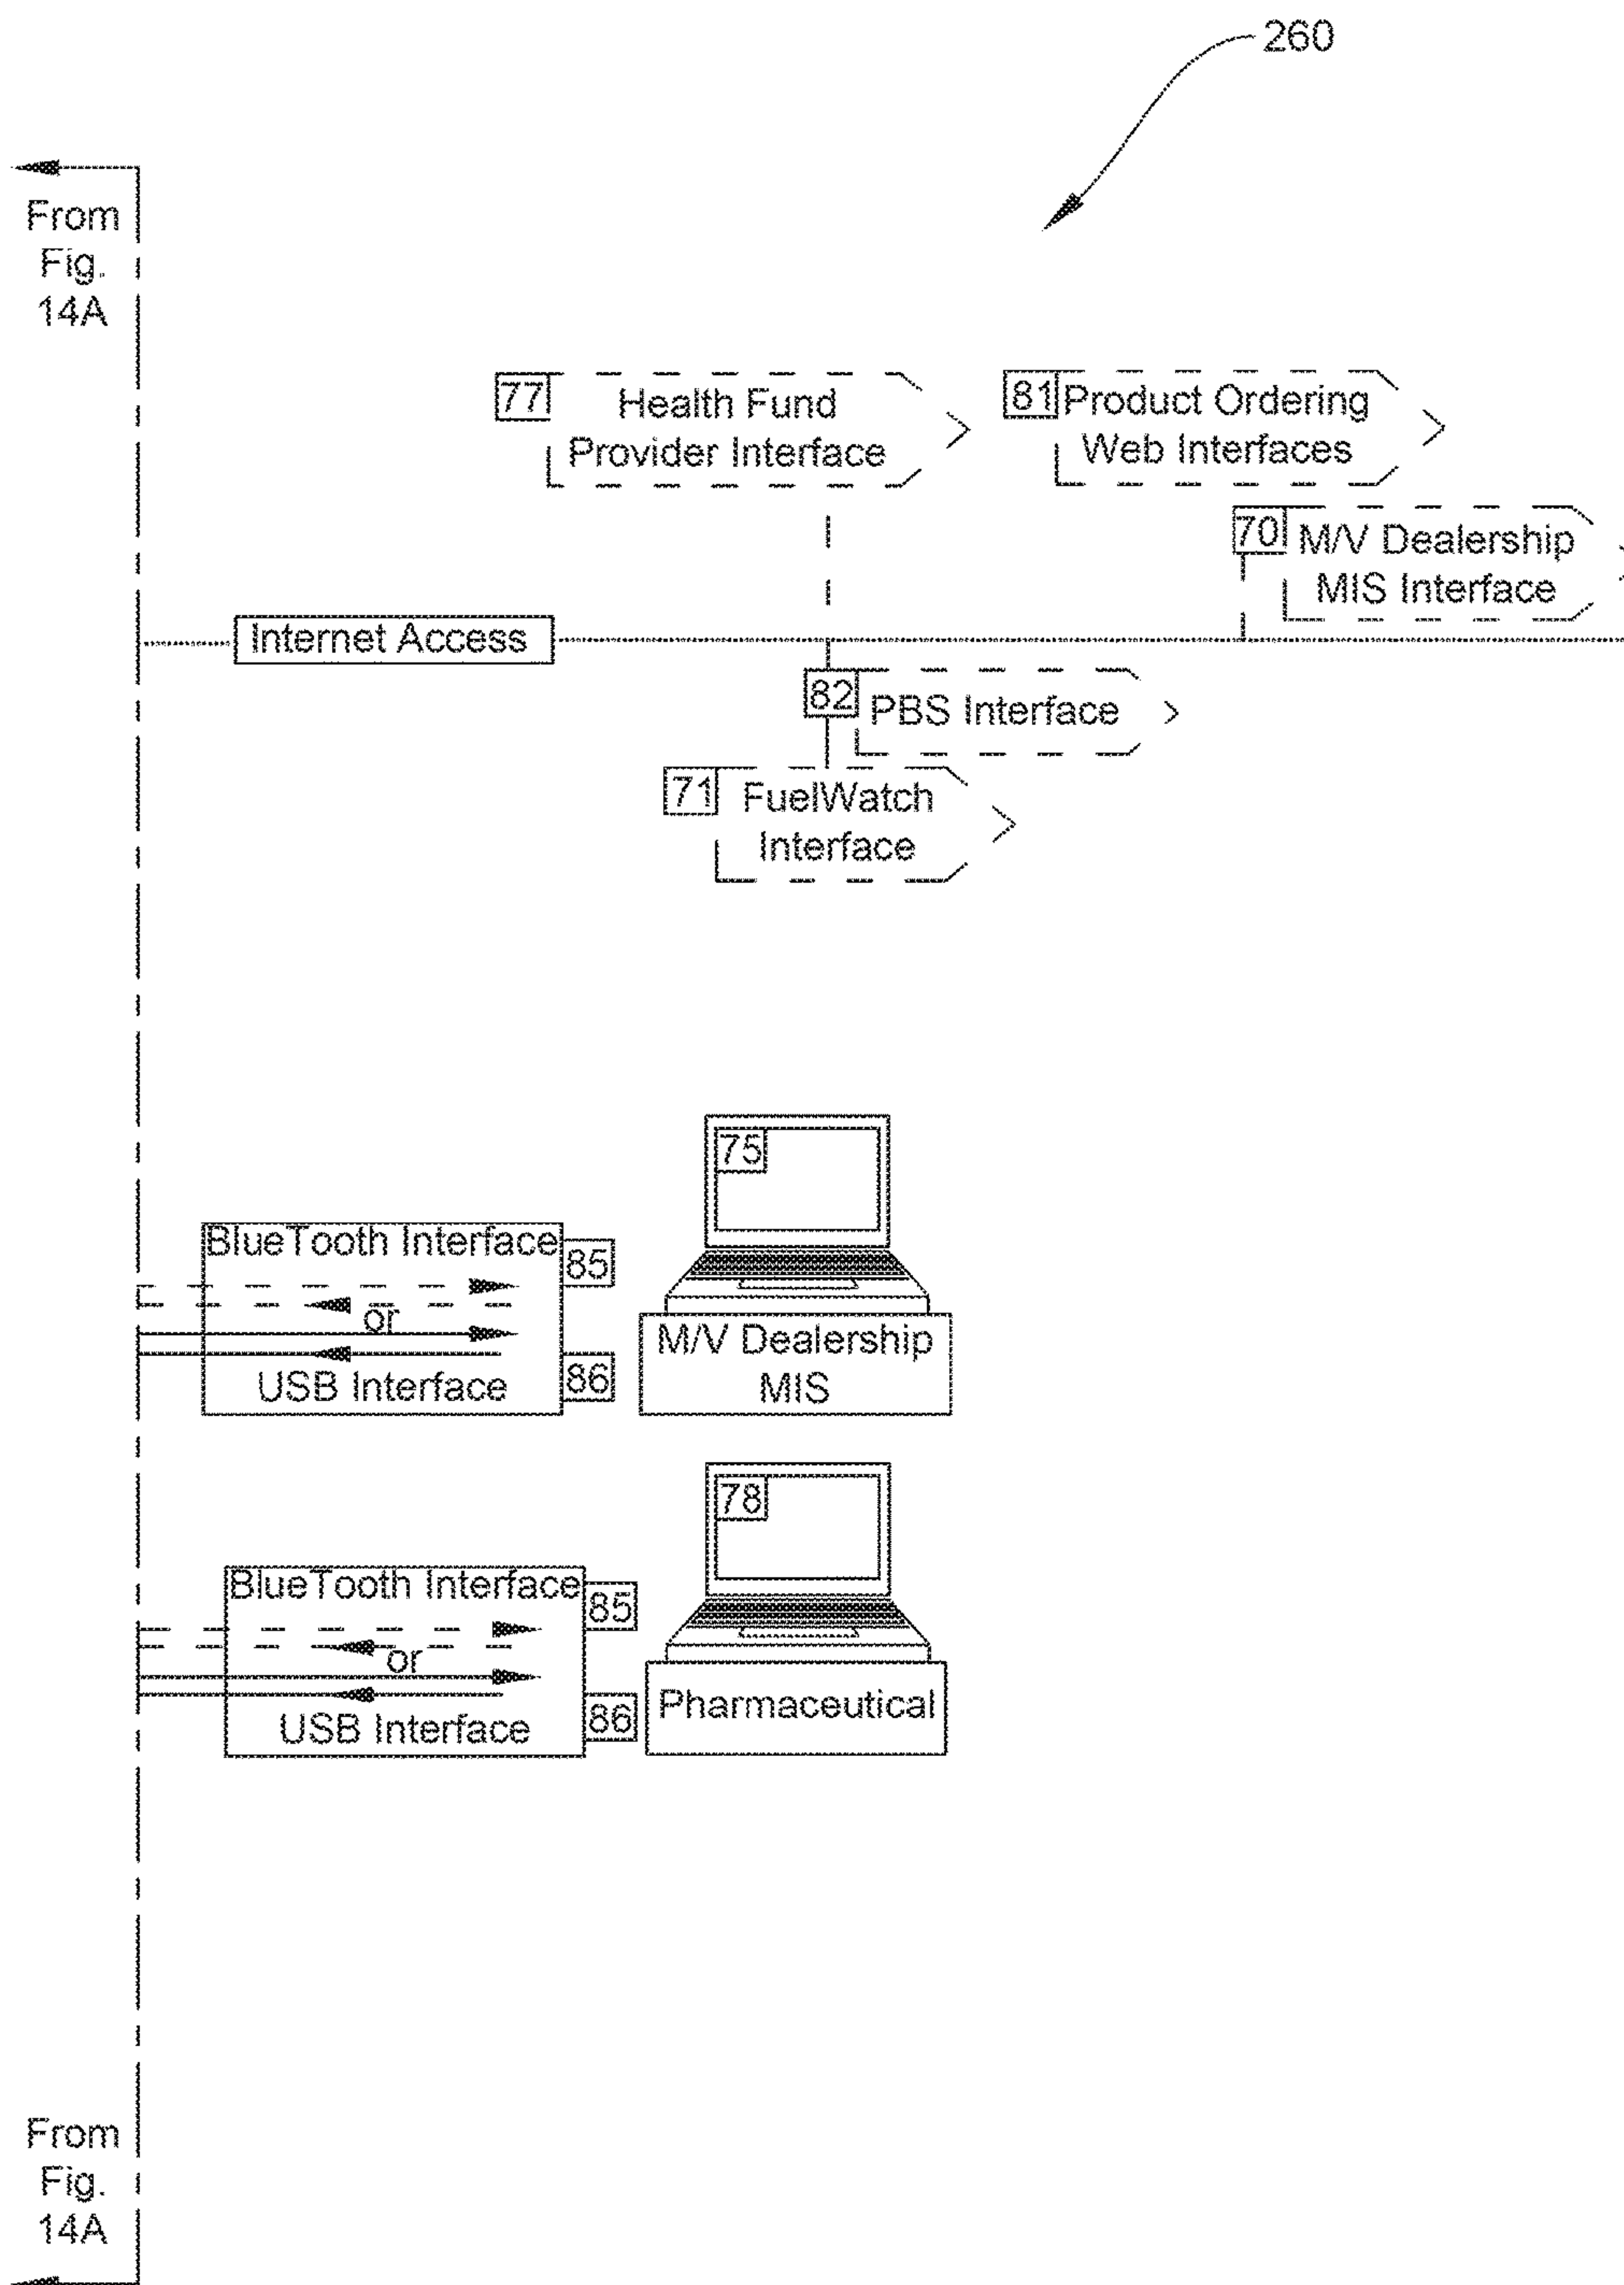 260
From
Fig.
14A
77
Health Fund
Provider Interface
81
Product Ordering
Web Interfaces
70
M/V Dealership
MIS Interface
Internet Access
82
PBS Interface
71
FuelWatch
Interface
75
BlueTooth Interface
85
or
USB Interface
86
M/V Dealership
MIS
78
BlueTooth Interface
85
or
USB Interface
86
Pharmaceutical
From
Fig.
14A